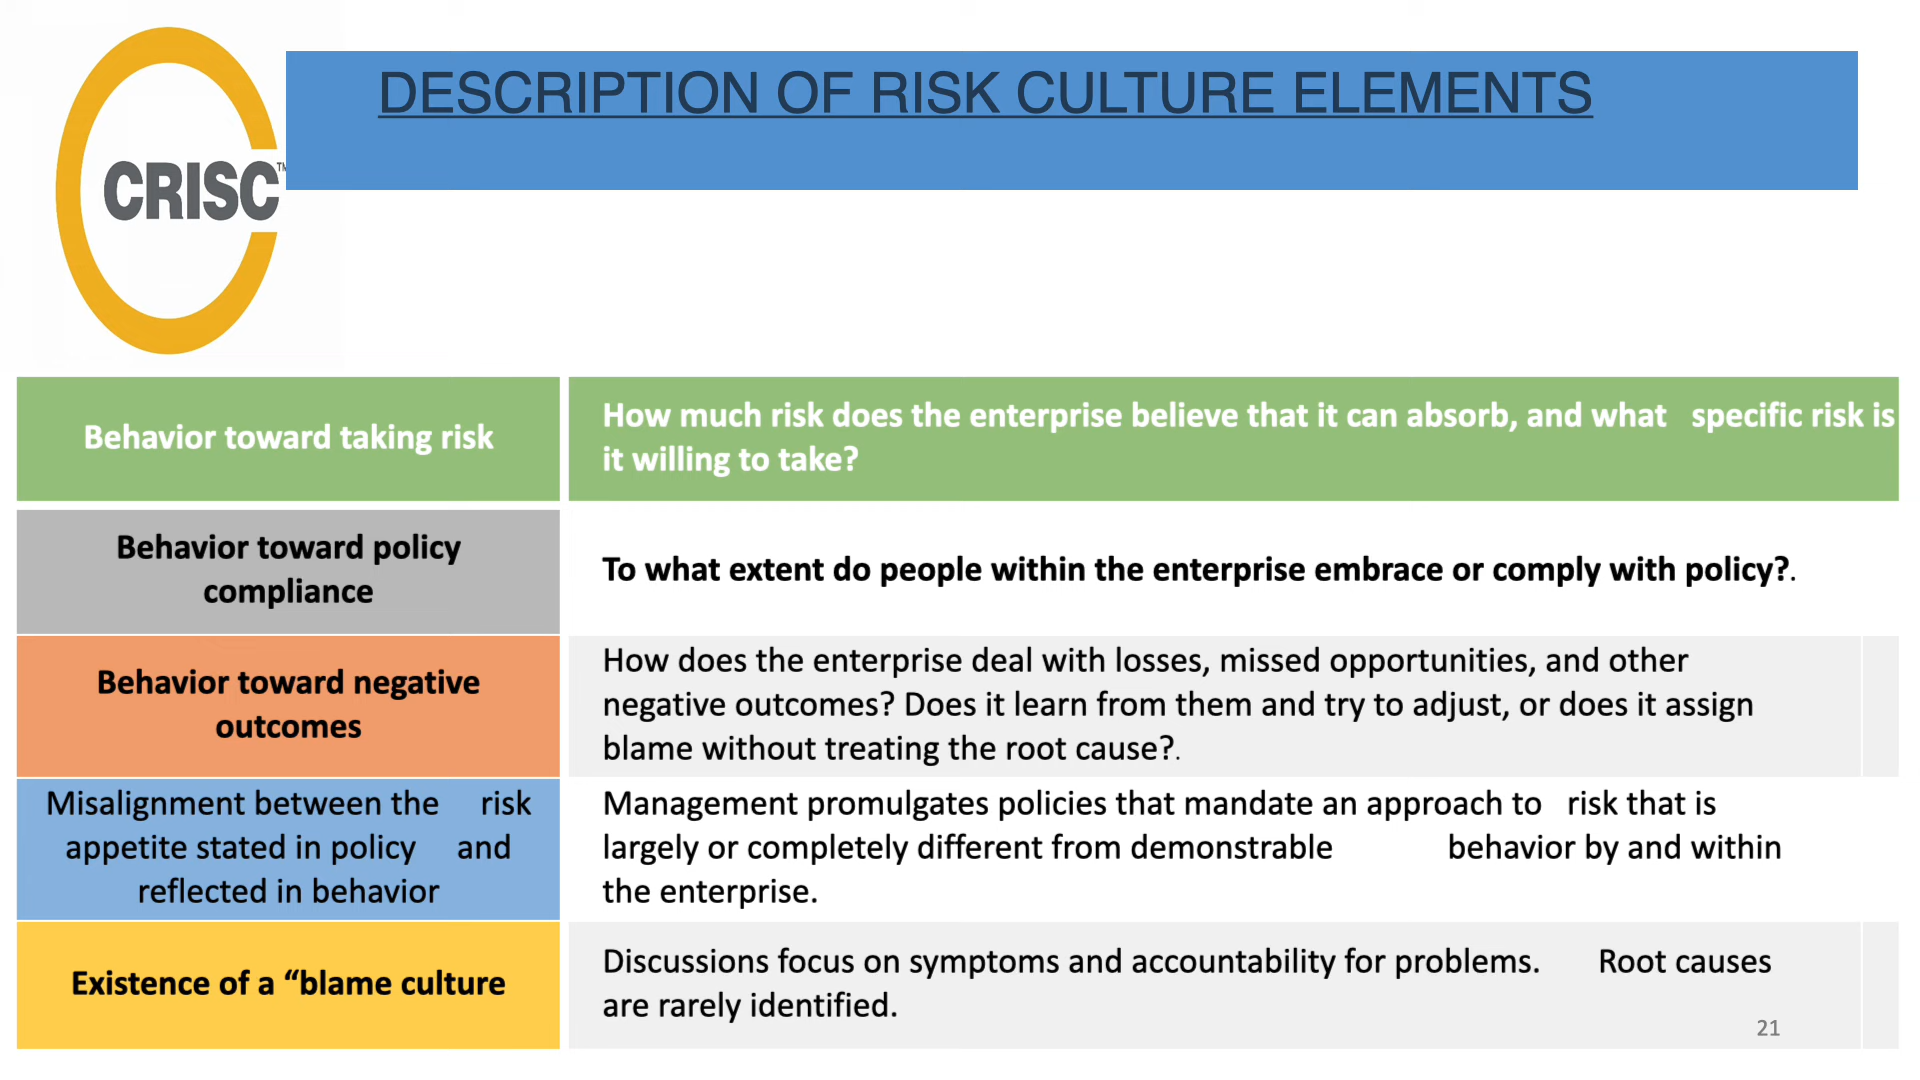 CRISC™
DESCRIPTION OF RISK CULTURE ELEMENTS
Behavior toward taking risk
How much risk does the enterprise believe that it can absorb, and what specific risk is
it willing to take?
Behavior toward policy
compliance
To what extent do people within the enterprise embrace or comply with policy?.
Behavior toward negative
outcomes
How does the enterprise deal with losses, missed opportunities, and other
negative outcomes? Does it learn from them and try to adjust, or does it assign
blame without treating the root cause?.
Misalignment between the risk
appetite stated in policy and
reflected in behavior
Management promulgates policies that mandate an approach to risk that is
largely or completely different from demonstrable behavior by and within
the enterprise.
Existence of a “blame culture
Discussions focus on symptoms and accountability for problems. Root causes
are rarely identified.
21